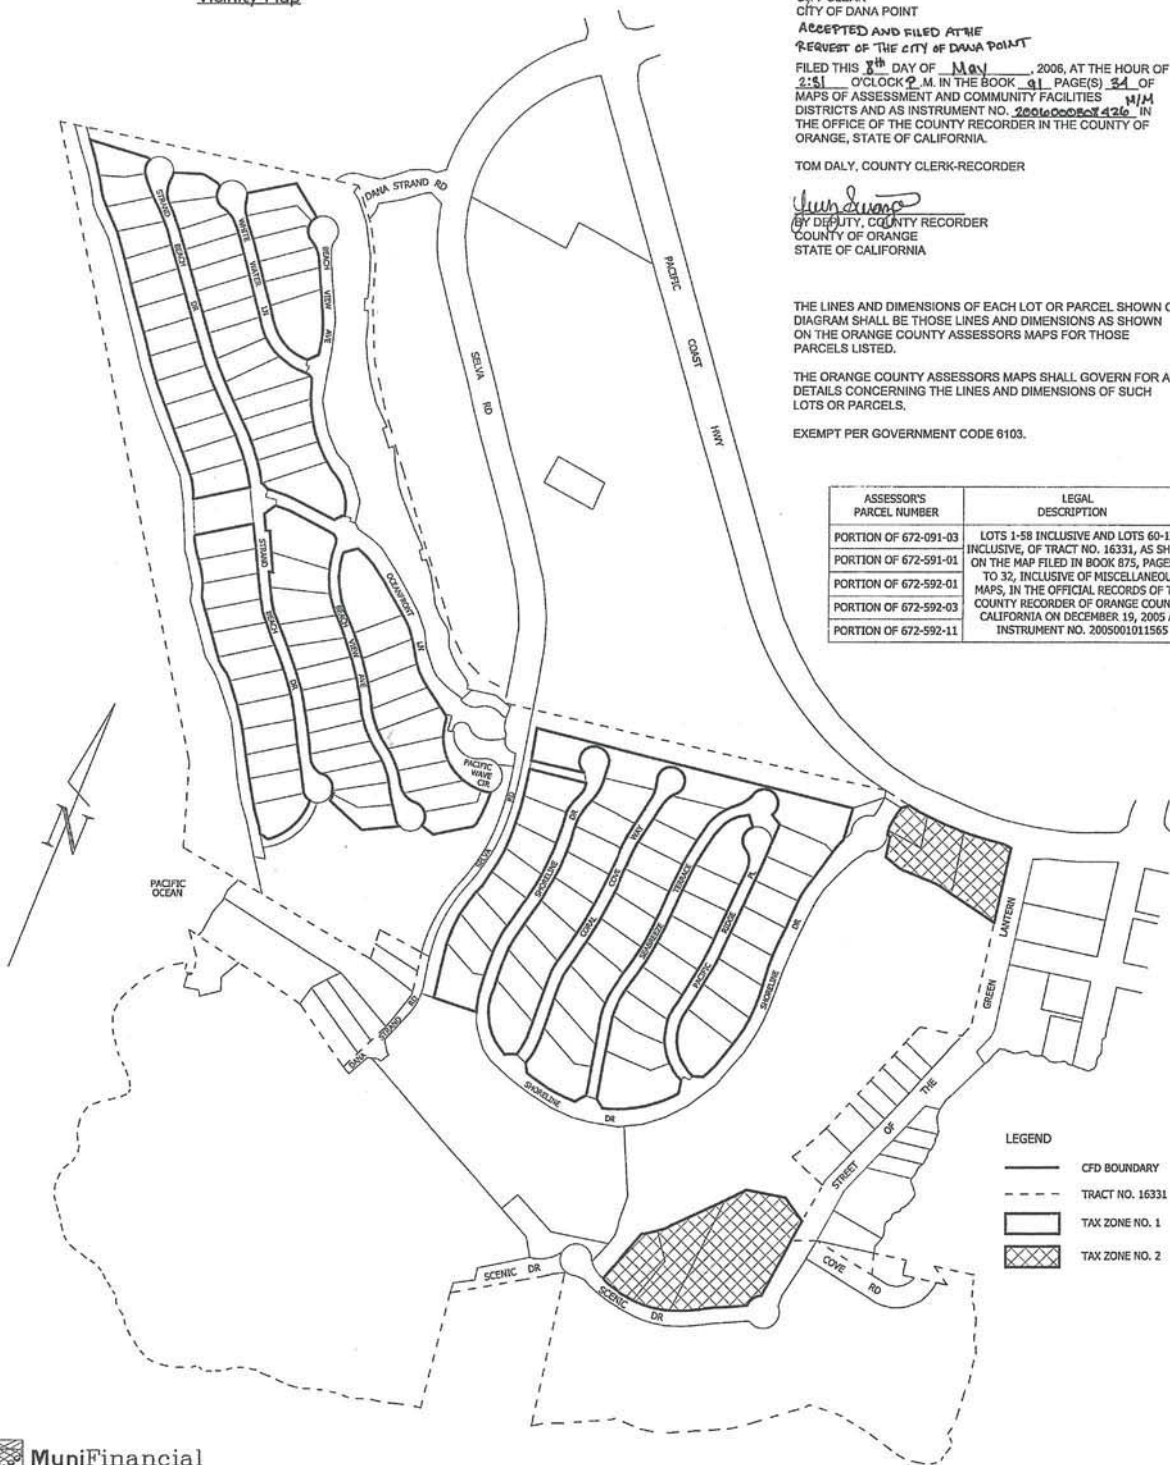 Vicinity Map
CITY CLERK
CITY OF DANA POINT
ACCEPTED AND FILED AT THE
REQUEST OF THE CITY OF DANA POINT
FILED THIS 8th DAY OF May, 2006, AT THE HOUR OF
2:31 O'CLOCK P.M. IN THE BOOK 91 PAGE(S) 34 OF
MAPS OF ASSESSMENT AND COMMUNITY FACILITIES M/M
DISTRICTS AND AS INSTRUMENT NO. IN
THE OFFICE OF THE COUNTY RECORDER IN THE COUNTY OF
ORANGE, STATE OF CALIFORNIA.
TOM DALY, COUNTY CLERK-RECORDER
BY DEPUTY, COUNTY RECORDER
COUNTY OF ORANGE
STATE OF CALIFORNIA
THE LINES AND DIMENSIONS OF EACH LOT OR PARCEL SHOWN
DIAGRAM SHALL BE THOSE LINES AND DIMENSIONS AS SHOWN
ON THE ORANGE COUNTY ASSESSORS MAPS FOR THOSE
PARCELS LISTED.
THE ORANGE COUNTY ASSESSORS MAPS SHALL GOVERN FOR
DETAILS CONCERNING THE LINES AND DIMENSIONS OF SUCH
LOTS OR PARCELS.
EXEMPT PER GOVERNMENT CODE 6103.
ASSESSOR'S
PARCEL NUMBER
LEGAL
DESCRIPTION
PORTION OF 672-091-03
PORTION OF 672-591-01
PORTION OF 672-592-01
PORTION OF 672-592-03
PORTION OF 672-592-11
LOTS 1-58 INCLUSIVE AND LOTS 60-1
INCLUSIVE, OF TRACT NO. 16331, AS SH
ON THE MAP FILED IN BOOK 875, PAGE
TO 32, INCLUSIVE OF MISCELLANEOU
MAPS, IN THE OFFICIAL RECORDS OF T
COUNTY RECORDER OF ORANGE COUN
CALIFORNIA ON DECEMBER 19, 2005 A
INSTRUMENT NO. 2005001011565
DANA STRAND RD
STRAND BEACH DR
WHITE WATER LN
BEACH VIEW AVE
PACIFIC COAST HWY
SELVA RD
STRAND BEACH DR
BEACH VIEW AVE
OCEANFRONT LN
PACIFIC
WAVE
CIR
SELVA RD
PACIFIC
OCEAN
SHORELINE DR
CORAL COVE WAY
SEABREEZE TERRACE
PACIFIC RIDGE PL
SHORELINE DR
DANA STRAND RD
SHORELINE DR
STREET OF THE GREEN LANTERN
SCENIC DR
SCENIC DR
COVE RD
N
LEGEND
CFD BOUNDARY
TRACT NO. 16331
TAX ZONE NO. 1
TAX ZONE NO. 2
MuniFinancial